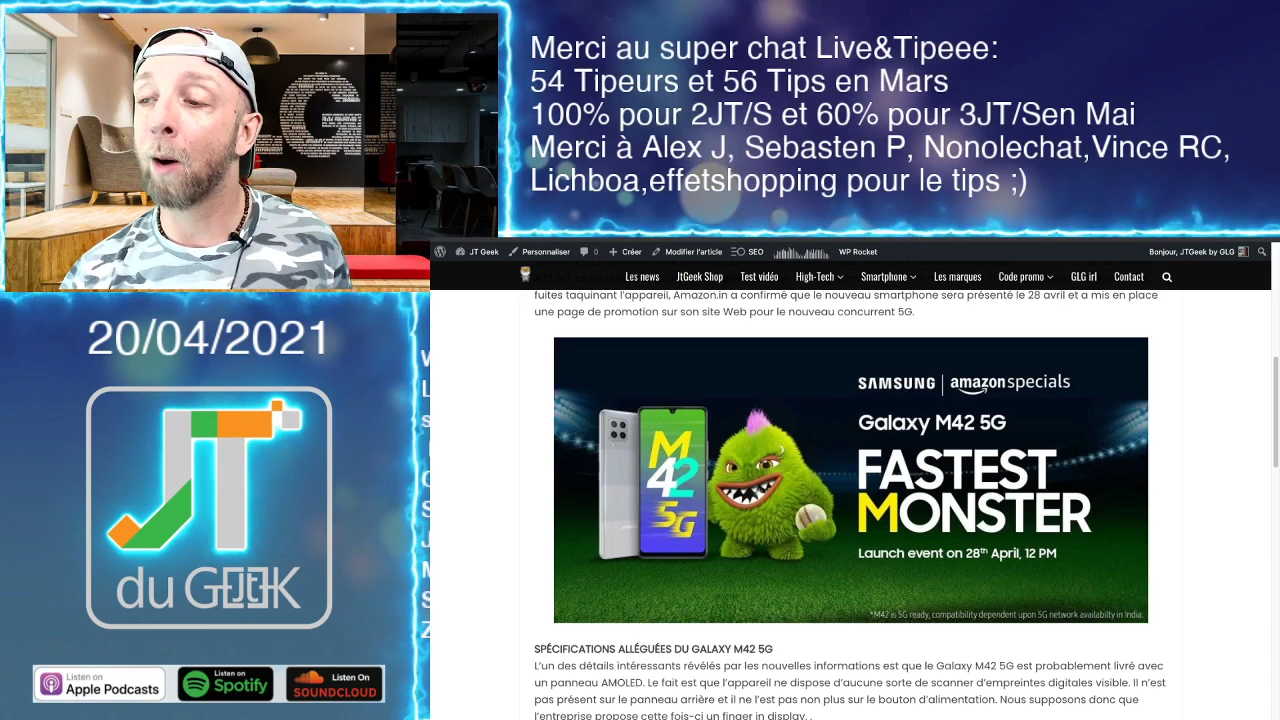 Merci au super chat Live&Tipeee:
54 Tipeurs et 56 Tips en Mars
100% pour 2JT/S et 00% pour 3JT/Sen Mai
Merci à Alex J, Sebasten P, Nonolechat,Vince RC,
Lichboa,effetshopping pour le tips ;)
JT Geek Personnaliser 0 Créer Modifier l'article SEO WP Rocket Bonjour, JTGeek by GLG
Les news JtGeek Shop Test vidéo High-Tech Smartphone Les marques Code promo GLG irl Contact
fuites taquinant l'appareil, Amazon.in a confirmé que le nouveau smartphone sera présenté le 28 avril et a mis en place
une page de promotion sur son site Web pour le nouveau concurrent 5G.
20/04/2021
JT
du GEEK
JtG
Listen on
Apple Podcasts
Listen on
Spotify
Listen On
SOUNDCLOUD
SAMSUNG | amazonspecials
Galaxy M42 5G
FASTEST
MONSTER
Launch event on 28th April, 12 PM
M
42
5G
*M42 is 5G ready, compatibility dependent upon 5G network availabilty in India.
SPÉCIFICATIONS ALLÉGUÉES DU GALAXY M42 5G
L'un des détails intéressants révélés par les nouvelles informations est que le Galaxy M42 5G est probablement livré avec
un panneau AMOLED. Le fait est que l'appareil ne dispose d'aucune sorte de scanner d'empreintes digitales visible. Il n'est
pas présent sur le panneau arrière et il ne l'est pas non plus sur le bouton d'alimentation. Nous supposons donc que
l'entreprise propose cette fois-ci un finger in display. .